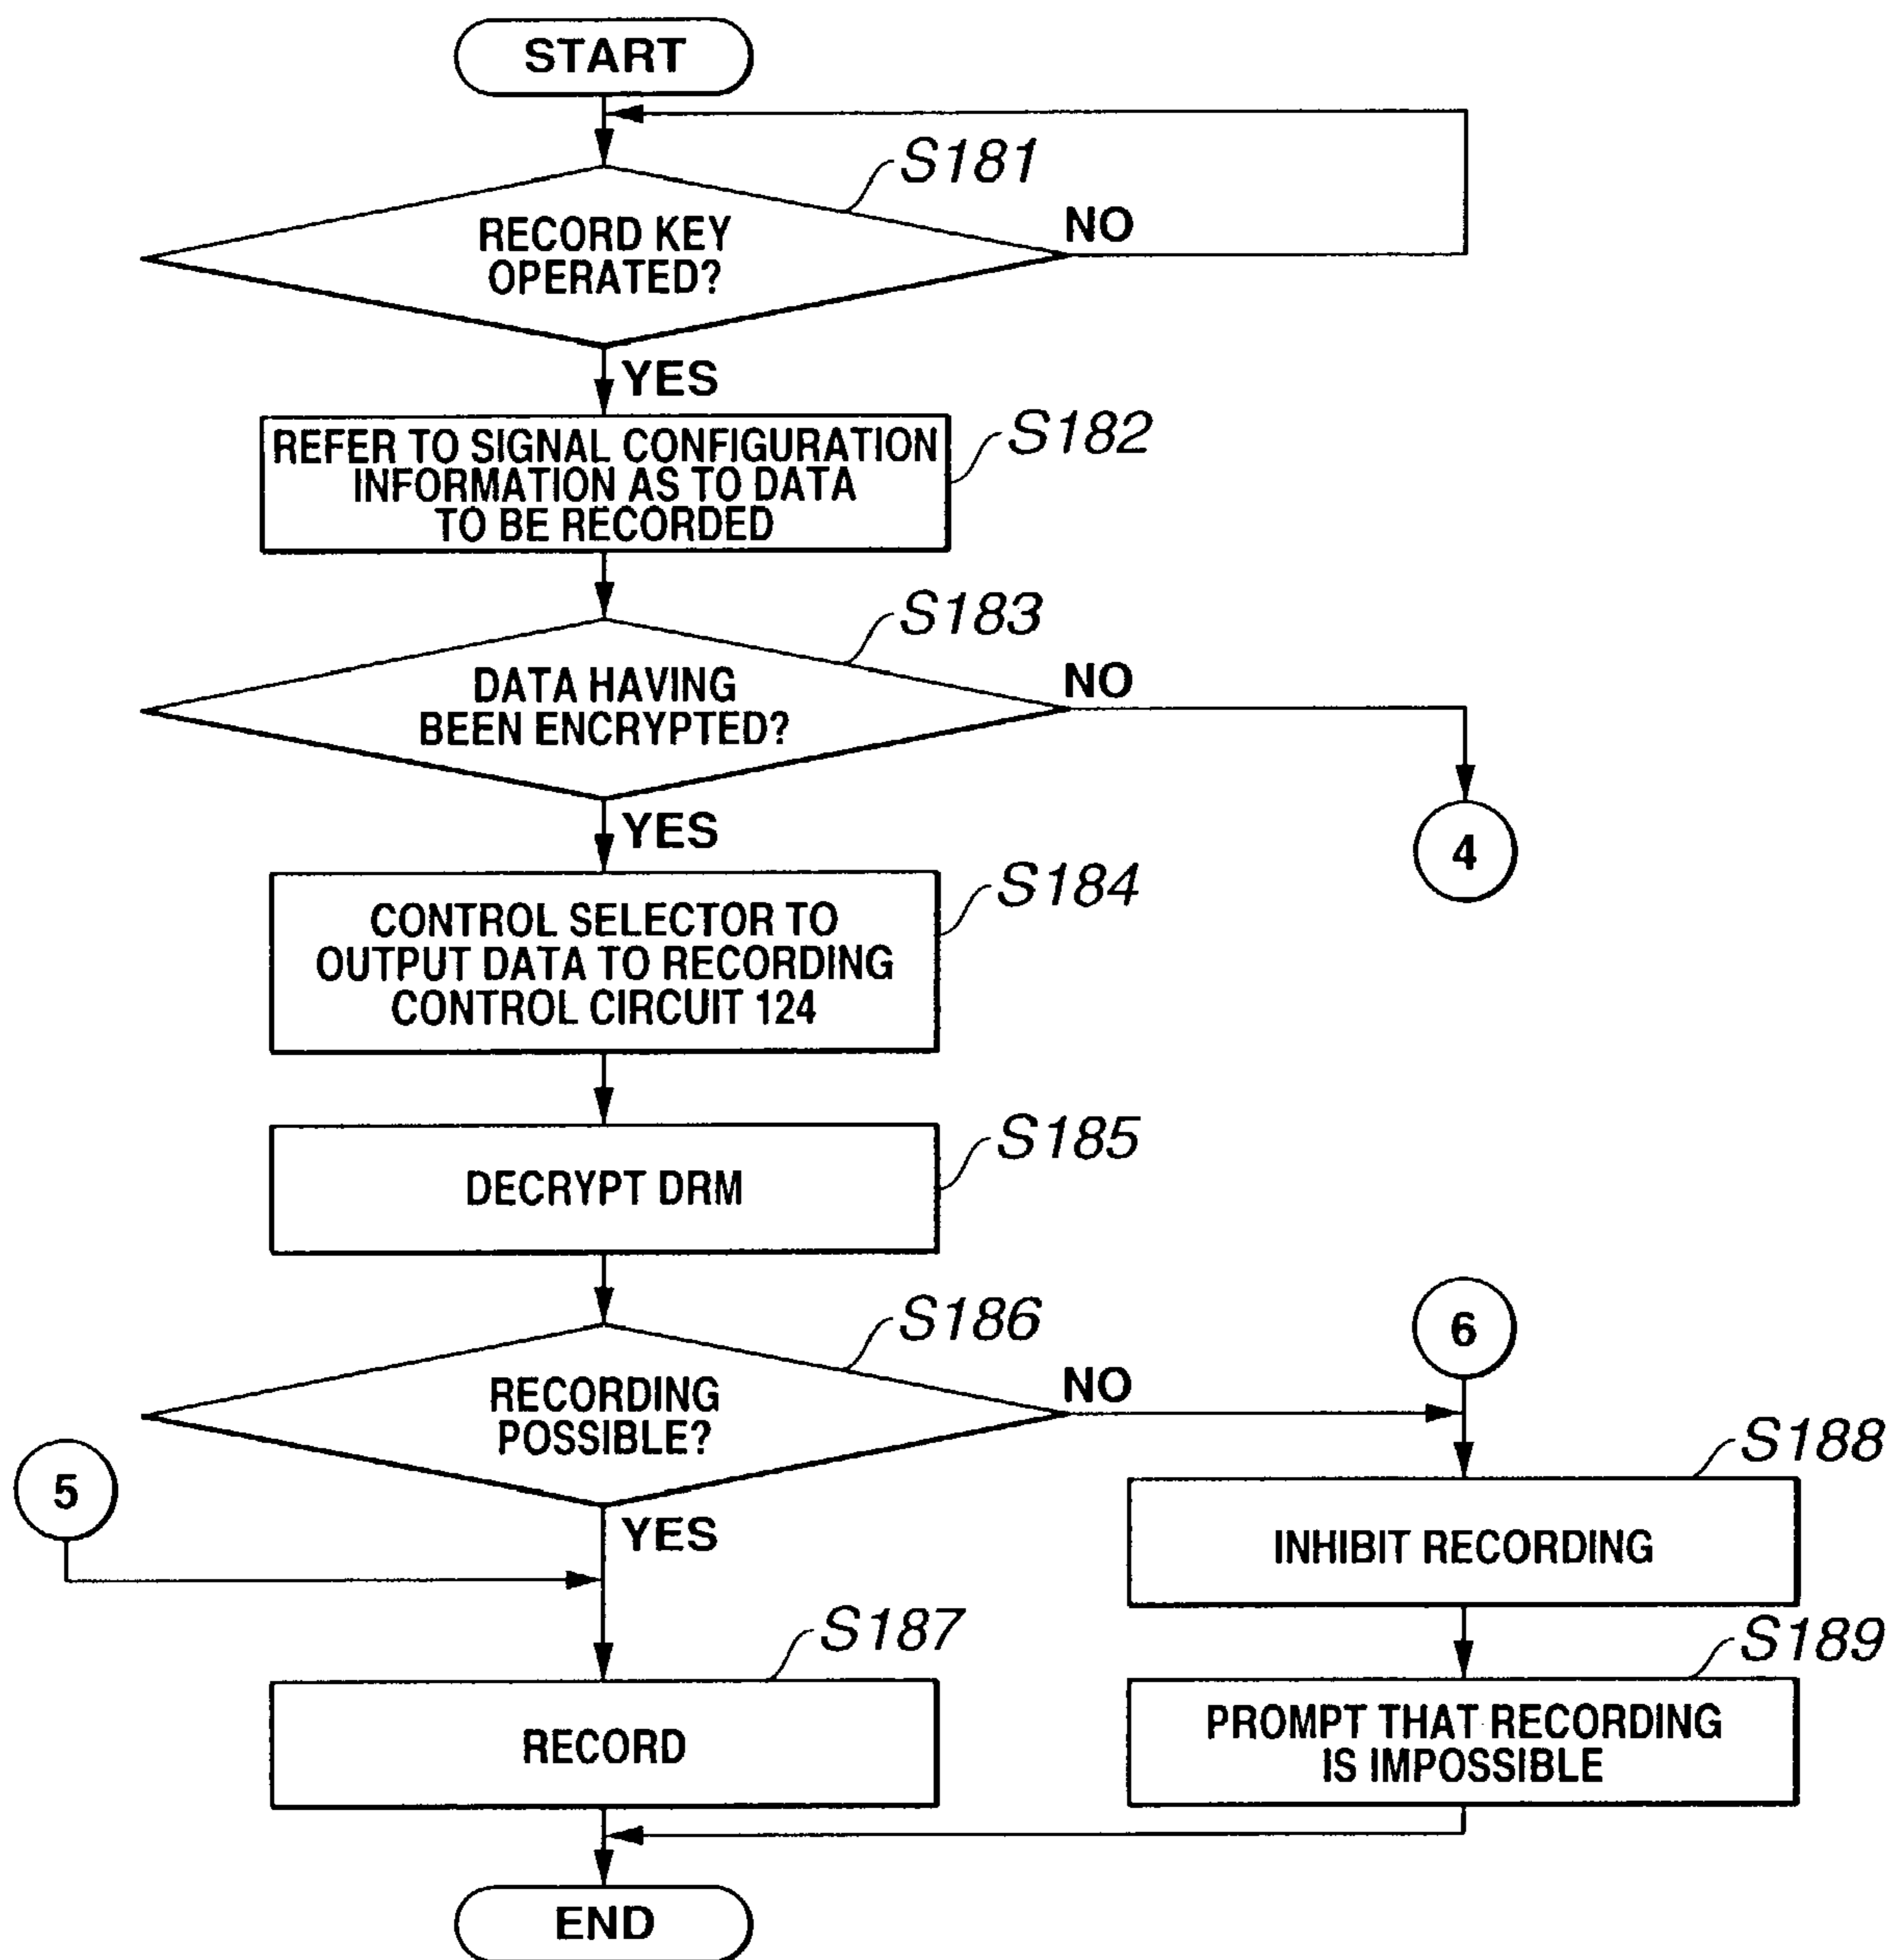 START
S181
RECORD KEY
OPERATED?
NO
YES
REFER TO SIGNAL CONFIGURATION
INFORMATION AS TO DATA
TO BE RECORDED
S182
S183
DATA HAVING
BEEN ENCRYPTED?
NO
YES
4
S184
CONTROL SELECTOR TO
OUTPUT DATA TO RECORDING
CONTROL CIRCUIT 124
S185
DECRYPT DRM
S186
RECORDING
POSSIBLE?
NO
6
5
YES
S188
INHIBIT RECORDING
S187
RECORD
S189
PROMPT THAT RECORDING
IS IMPOSSIBLE
END